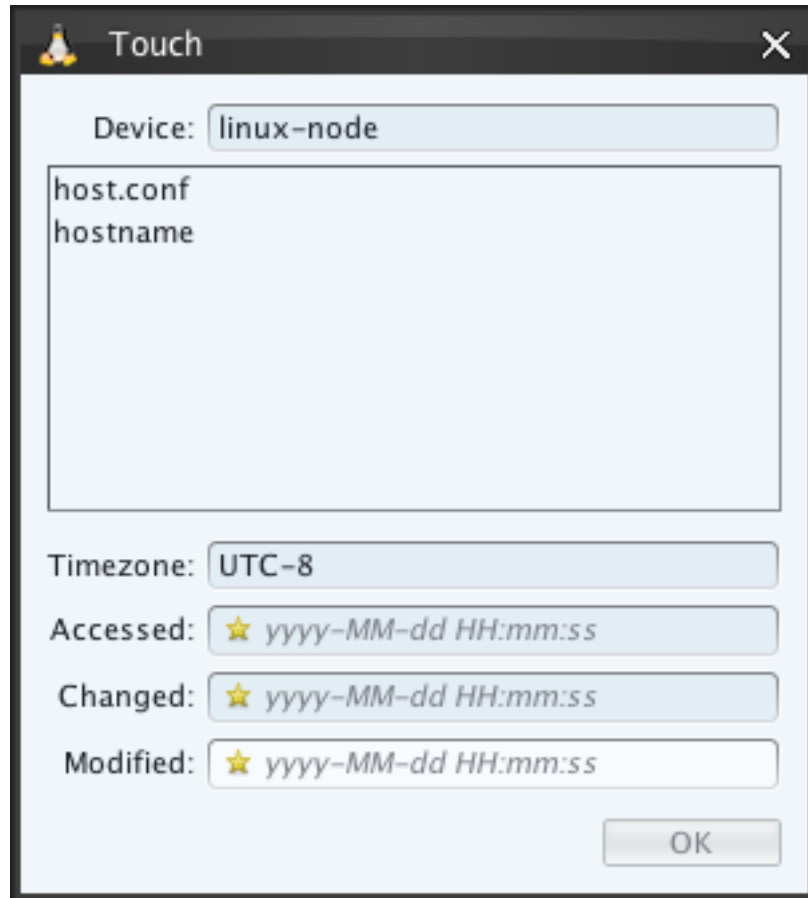 Touch
Device: linux-node
host.conf
hostname
Timezone: UTC-8
Accessed: yyyy-MM-dd HH:mm:ss
Changed: yyyy-MM-dd HH:mm:ss
Modified: yyyy-MM-dd HH:mm:ss
OK